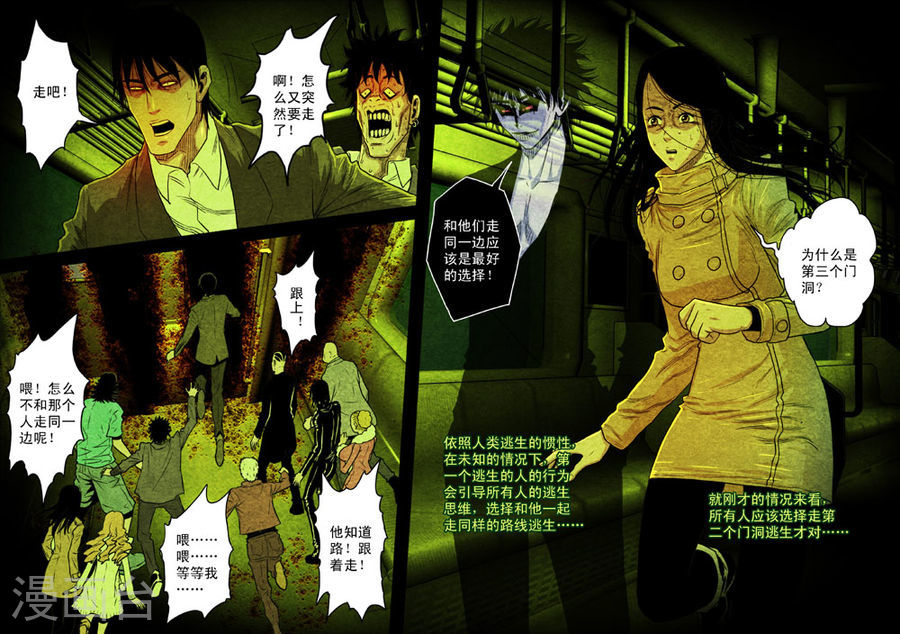 走吧！
啊！怎
么又突
然要走
了！
跟
上！
喂！怎么
不和那个
人走同一
边呢！
喂……
喂……
等等我
……
他知道
路！跟
着走！
和他们走
同一边应
该是最好
的选择！
为什么是
第三个门
洞？
依照人类逃生的惯性，
在未知的情况下，第
一个逃生的人的行为
会引导所有人的逃生
思维，选择和他一起
走同样的路线逃生……
就刚才的情况来看，
所有人应该选择走第
二个门洞逃生才对……
漫画台